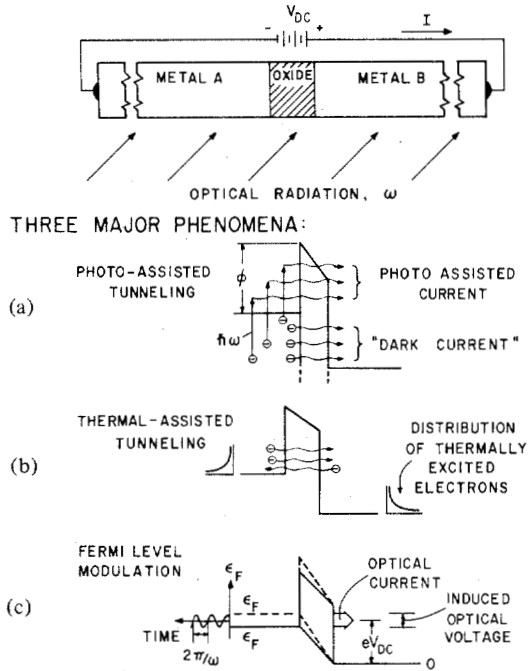 V_DC
- +
I
METAL A
OXIDE
METAL B
OPTICAL RADIATION, ω
THREE MAJOR PHENOMENA:
(a)
PHOTO-ASSISTED
TUNNELING
ϕ
ħω
PHOTO ASSISTED
CURRENT
"DARK CURRENT"
(b)
THERMAL-ASSISTED
TUNNELING
DISTRIBUTION
OF THERMALLY
EXCITED
ELECTRONS
(c)
FERMI LEVEL
MODULATION
ϵ_F
ϵ_F
ϵ_F
TIME
2π/ω
OPTICAL
CURRENT
eV_DC
INDUCED
OPTICAL
VOLTAGE
0